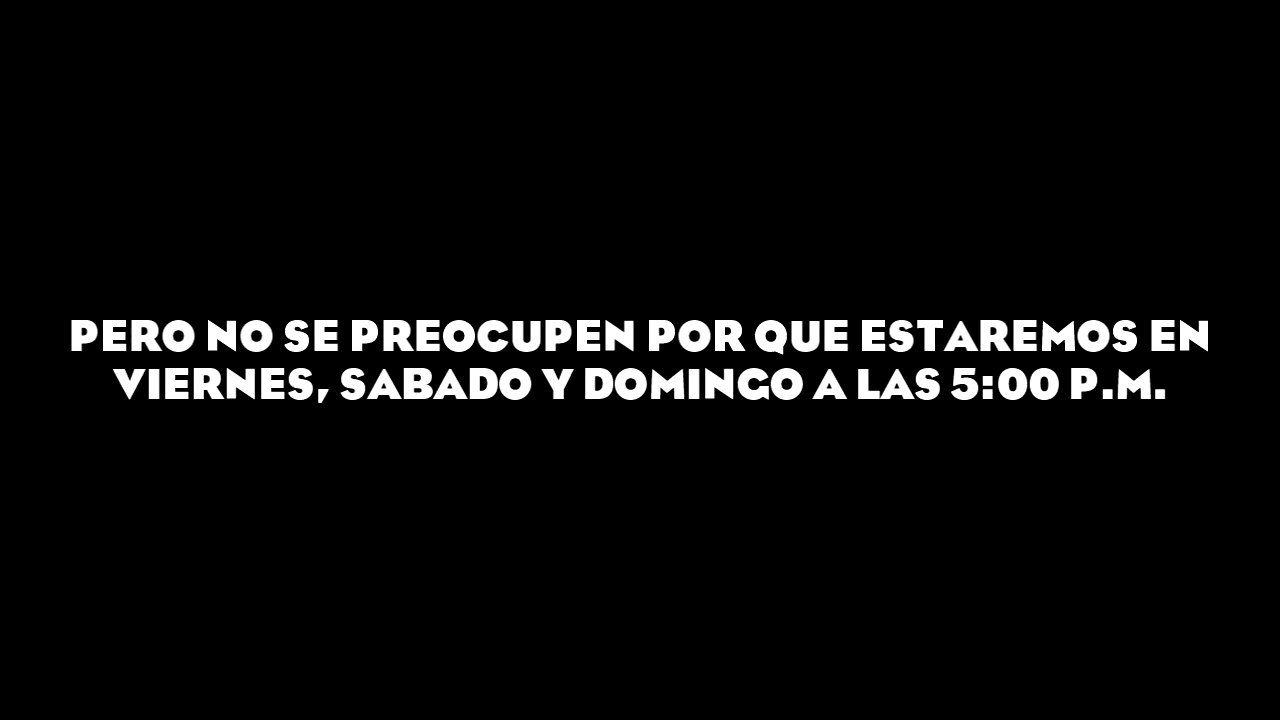 PERO NO SE PREOCUPEN POR QUE ESTAREMOS EN
VIERNES, SABADO Y DOMINGO A LAS 5:00 P.M.